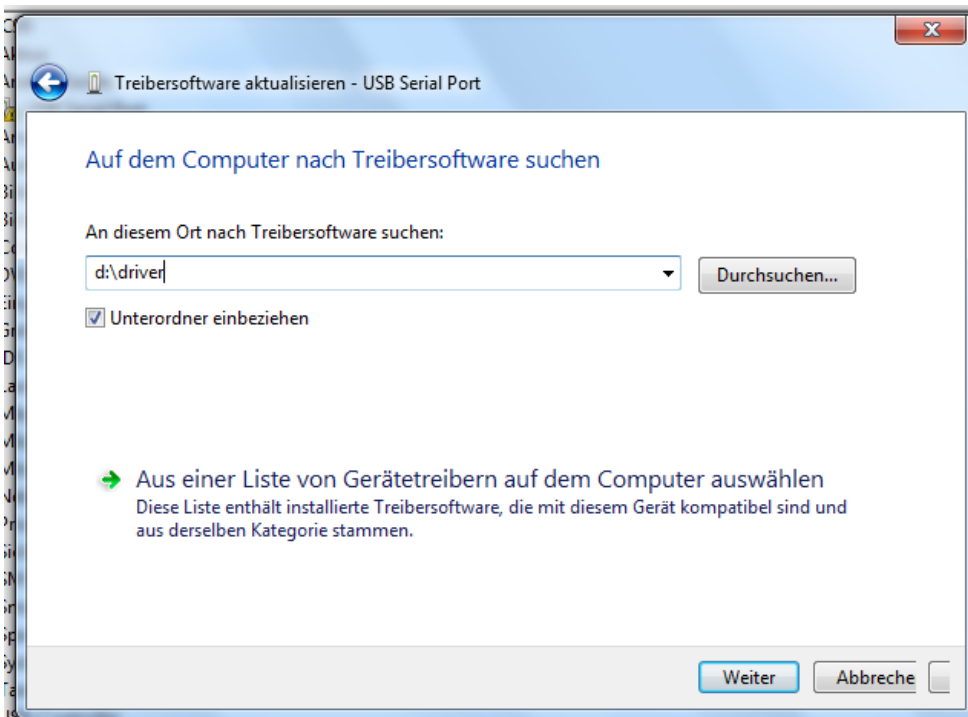 Treibersoftware aktualisieren - USB Serial Port
Auf dem Computer nach Treibersoftware suchen
An diesem Ort nach Treibersoftware suchen:
d:\driver
Durchsuchen...
Unterordner einbeziehen
Aus einer Liste von Gerätetreibern auf dem Computer auswählen
Diese Liste enthält installierte Treibersoftware, die mit diesem Gerät kompatibel sind und
aus derselben Kategorie stammen.
Weiter
Abbreche